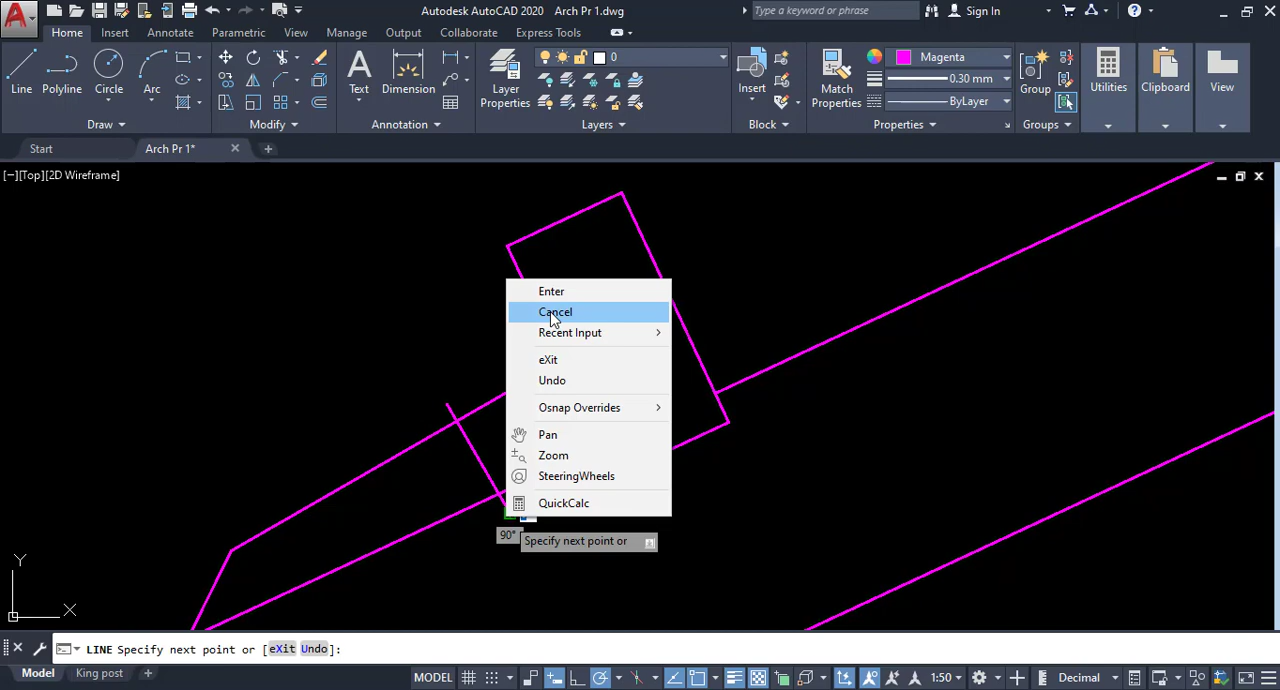 Autodesk AutoCAD 2020 Arch Pr 1.dwg
Type a keyword or phrase
Sign In
Home Insert Annotate Parametric View Manage Output Collaborate Express Tools
Line Polyline Circle Arc
Text Dimension
Layer
Properties
0
Insert
Match
Properties
Magenta
0.30 mm
ByLayer
Group
Utilities
Clipboard
View
Draw Modify Annotation Layers Block Properties Groups
Start Arch Pr 1*
[−][Top][2D Wireframe]
Enter
Cancel
Recent Input
eXit
Undo
Osnap Overrides
Pan
Zoom
SteeringWheels
QuickCalc
90° Specify next point or
Y
X
LINE Specify next point or [eXit Undo]:
Model King post
MODEL 1:50 Decimal